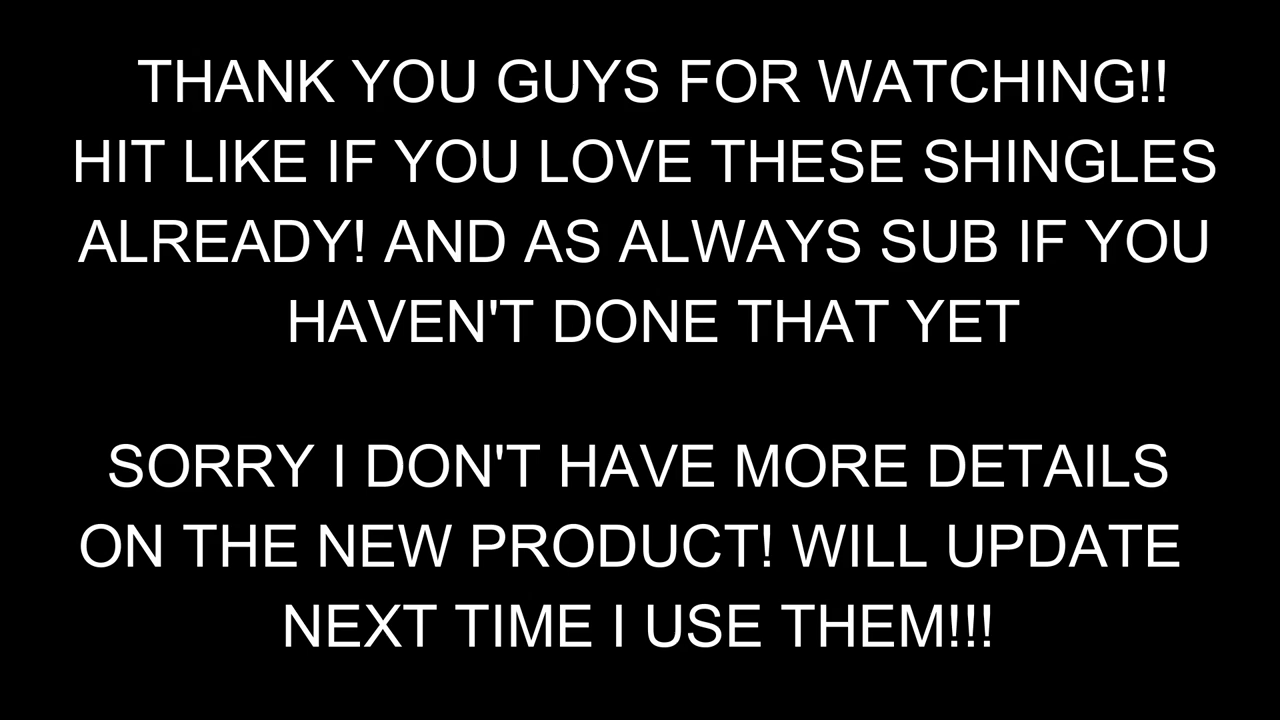 THANK YOU GUYS FOR WATCHING!!
HIT LIKE IF YOU LOVE THESE SHINGLES
ALREADY! AND AS ALWAYS SUB IF YOU
HAVEN'T DONE THAT YET
SORRY I DON'T HAVE MORE DETAILS
ON THE NEW PRODUCT! WILL UPDATE
NEXT TIME I USE THEM!!!